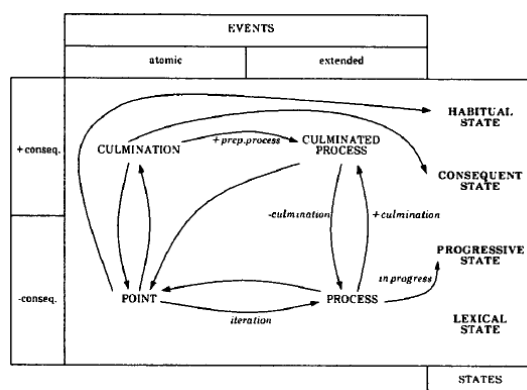 EVENTS
atomic
extended
HABITUAL
STATE
+conseq.
CULMINATION
+prep.process
CULMINATED
PROCESS
CONSEQUENT
STATE
-culmination
+culmination
PROGRESSIVE
STATE
in progress
-conseq.
POINT
PROCESS
iteration
LEXICAL
STATE
STATES